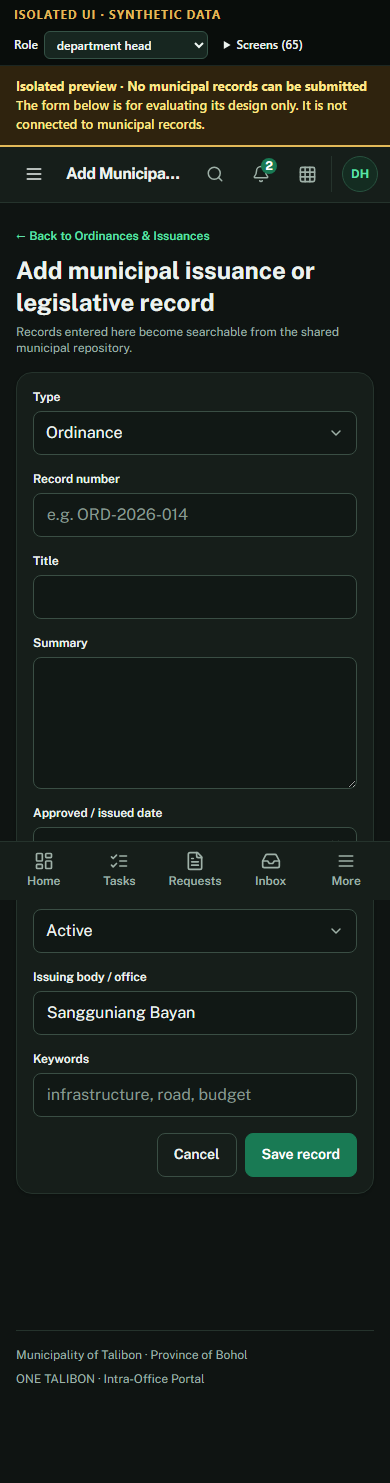 ISOLATED UI · SYNTHETIC DATA
Role department head ▶ Screens (65)
Isolated preview · No municipal records can be submitted
The form below is for evaluating its design only. It is not
connected to municipal records.
Add Municipa... 2 DH
← Back to Ordinances & Issuances
Add municipal issuance or
legislative record
Records entered here become searchable from the shared
municipal repository.
Type
Ordinance
Record number
e.g. ORD-2026-014
Title
Summary
Approved / issued date
Home Tasks Requests Inbox More
Active
Issuing body / office
Sangguniang Bayan
Keywords
infrastructure, road, budget
Cancel Save record
Municipality of Talibon · Province of Bohol
ONE TALIBON · Intra-Office Portal